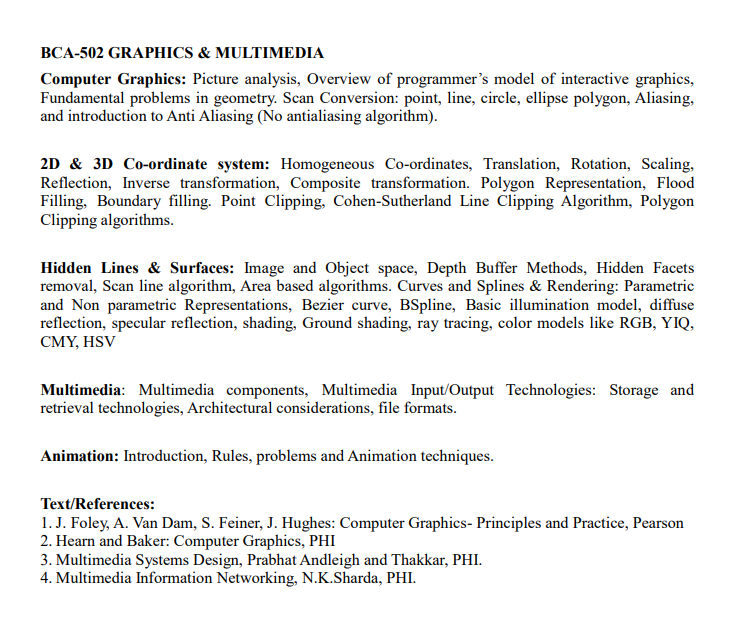 BCA-502 GRAPHICS & MULTIMEDIA
Computer Graphics: Picture analysis, Overview of programmer’s model of interactive graphics,
Fundamental problems in geometry. Scan Conversion: point, line, circle, ellipse polygon, Aliasing,
and introduction to Anti Aliasing (No antialiasing algorithm).
2D & 3D Co-ordinate system: Homogeneous Co-ordinates, Translation, Rotation, Scaling,
Reflection, Inverse transformation, Composite transformation. Polygon Representation, Flood
Filling, Boundary filling. Point Clipping, Cohen-Sutherland Line Clipping Algorithm, Polygon
Clipping algorithms.
Hidden Lines & Surfaces: Image and Object space, Depth Buffer Methods, Hidden Facets
removal, Scan line algorithm, Area based algorithms. Curves and Splines & Rendering: Parametric
and Non parametric Representations, Bezier curve, BSpline, Basic illumination model, diffuse
reflection, specular reflection, shading, Ground shading, ray tracing, color models like RGB, YIQ,
CMY, HSV
Multimedia: Multimedia components, Multimedia Input/Output Technologies: Storage and
retrieval technologies, Architectural considerations, file formats.
Animation: Introduction, Rules, problems and Animation techniques.
Text/References:
1. J. Foley, A. Van Dam, S. Feiner, J. Hughes: Computer Graphics- Principles and Practice, Pearson
2. Hearn and Baker: Computer Graphics, PHI
3. Multimedia Systems Design, Prabhat Andleigh and Thakkar, PHI.
4. Multimedia Information Networking, N.K.Sharda, PHI.